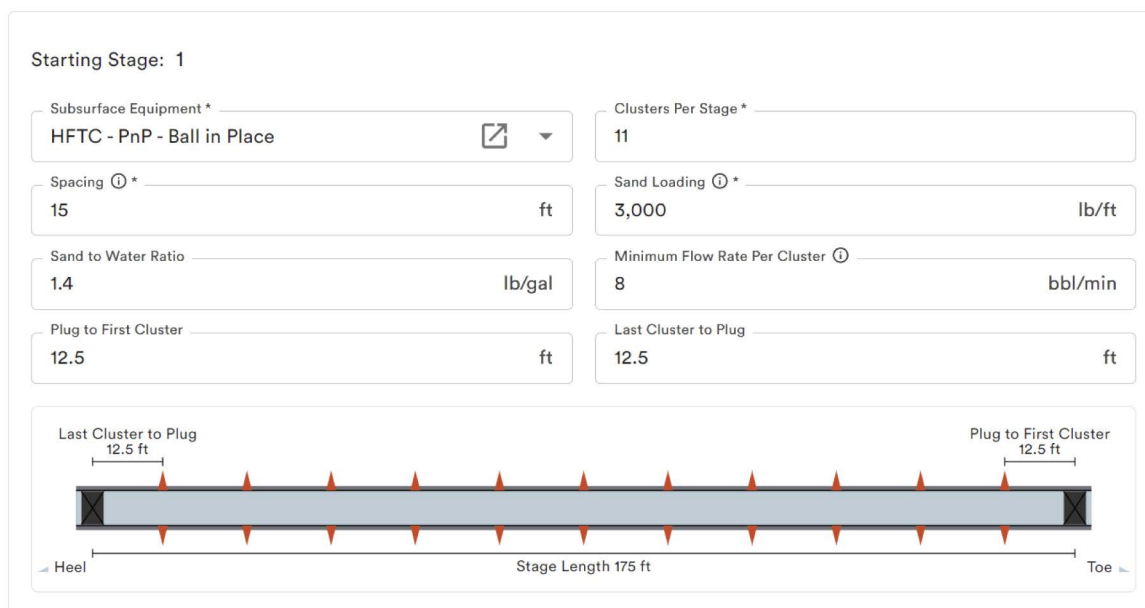 Starting Stage: 1
Subsurface Equipment *
HFTC - PnP - Ball in Place
Clusters Per Stage *
11
Spacing ⓘ *
15 ft
Sand Loading ⓘ *
3,000 lb/ft
Sand to Water Ratio
1.4 lb/gal
Minimum Flow Rate Per Cluster ⓘ
8 bbl/min
Plug to First Cluster
12.5 ft
Last Cluster to Plug
12.5 ft
Last Cluster to Plug
12.5 ft
Plug to First Cluster
12.5 ft
Heel
Stage Length 175 ft
Toe